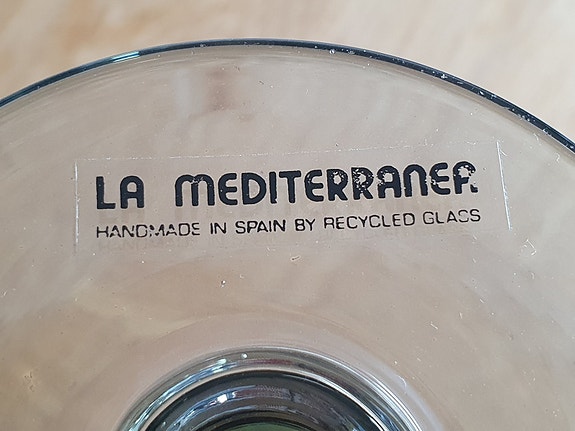 LA MEDITERRANEA
HANDMADE IN SPAIN BY RECYCLED GLASS